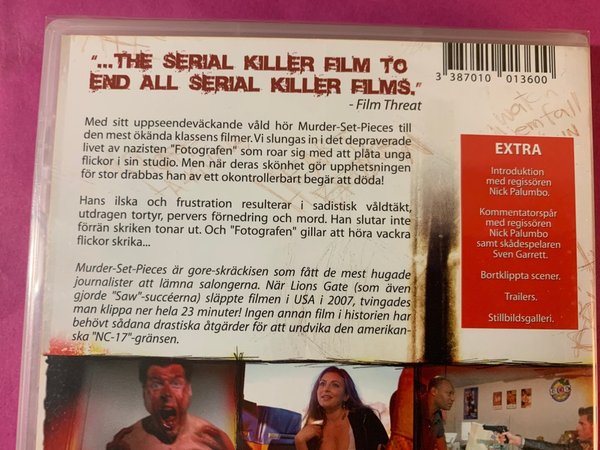 "...THE SERIAL KILLER FILM TO
END ALL SERIAL KILLER FILMS."
- Film Threat
Med sitt uppseendeväckande våld hör Murder-Set-Pieces till
den mest ökända klassens filmer. Vi slungas in i det depraverade
livet av nazisten "Fotografen" som roar sig med att plåta unga
flickor i sin studio. Men när deras skönhet gör upphetsningen
för stor drabbas han av ett okontrollerbart begär att döda!
Hans ilska och frustration resulterar i sadistisk våldtäkt,
utdragen tortyr, pervers förnedring och mord. Han slutar inte
förrän skriken tonar ut. Och "Fotografen" gillar att höra vackra
flickor skrika...
Murder-Set-Pieces är gore-skräckisen som fått de mest hugade
journalister att lämna salongerna. När Lions Gate (som även
gjorde "Saw"-succéerna) släppte filmen i USA i 2007, tvingades
man klippa ner hela 23 minuter! Ingen annan film i historien har
behövt sådana drastiska åtgärder för att undvika den amerikan-
ska "NC-17"-gränsen.
3 387010 013600
watch
EXTRA
Introduktion
med regissören
Nick Palumbo.
Kommentatorspår
med regissören
Nick Palumbo
samt skådespelaren
Sven Garrett.
Bortklippta scener.
Trailers.
Stillbildsgalleri.